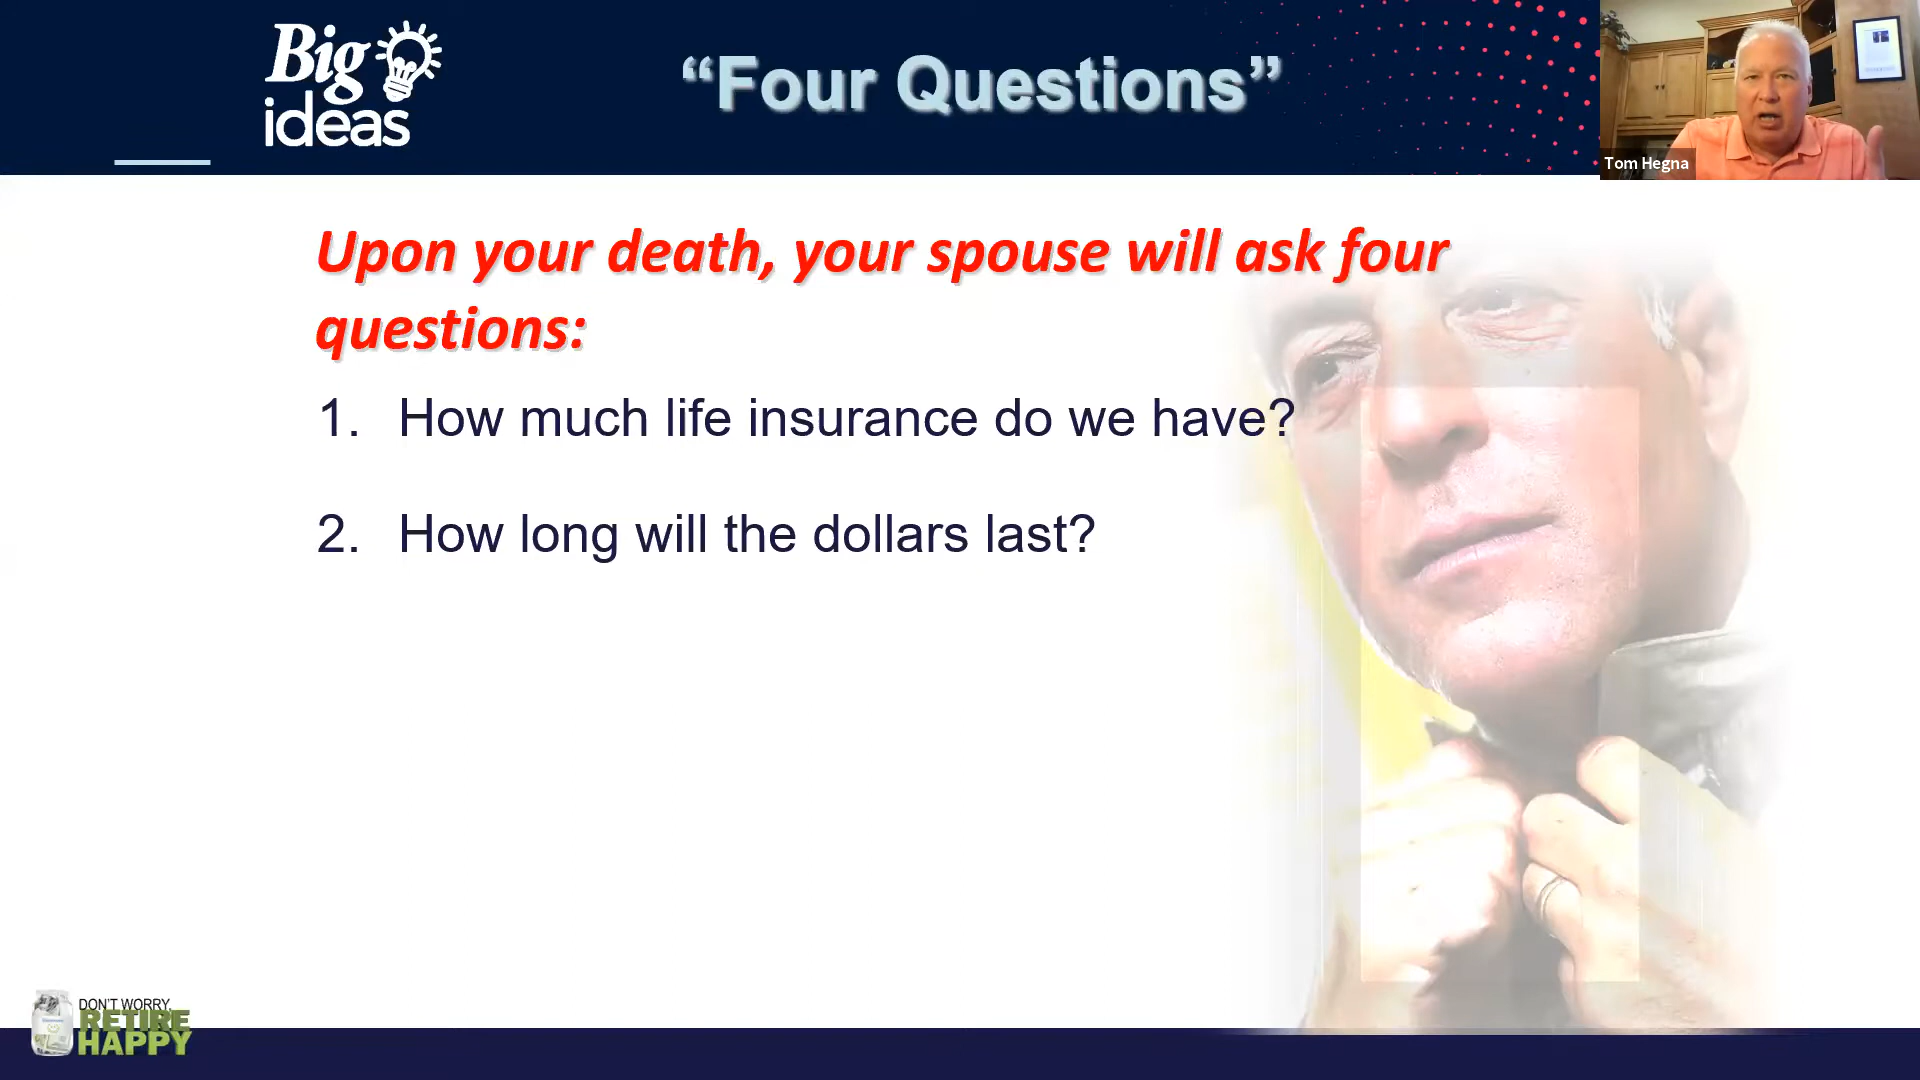 Big
ideas
“Four Questions”
Tom Hegna
Upon your death, your spouse will ask four
questions:
1. How much life insurance do we have?
2. How long will the dollars last?
DON'T WORRY,
RETIRE
HAPPY